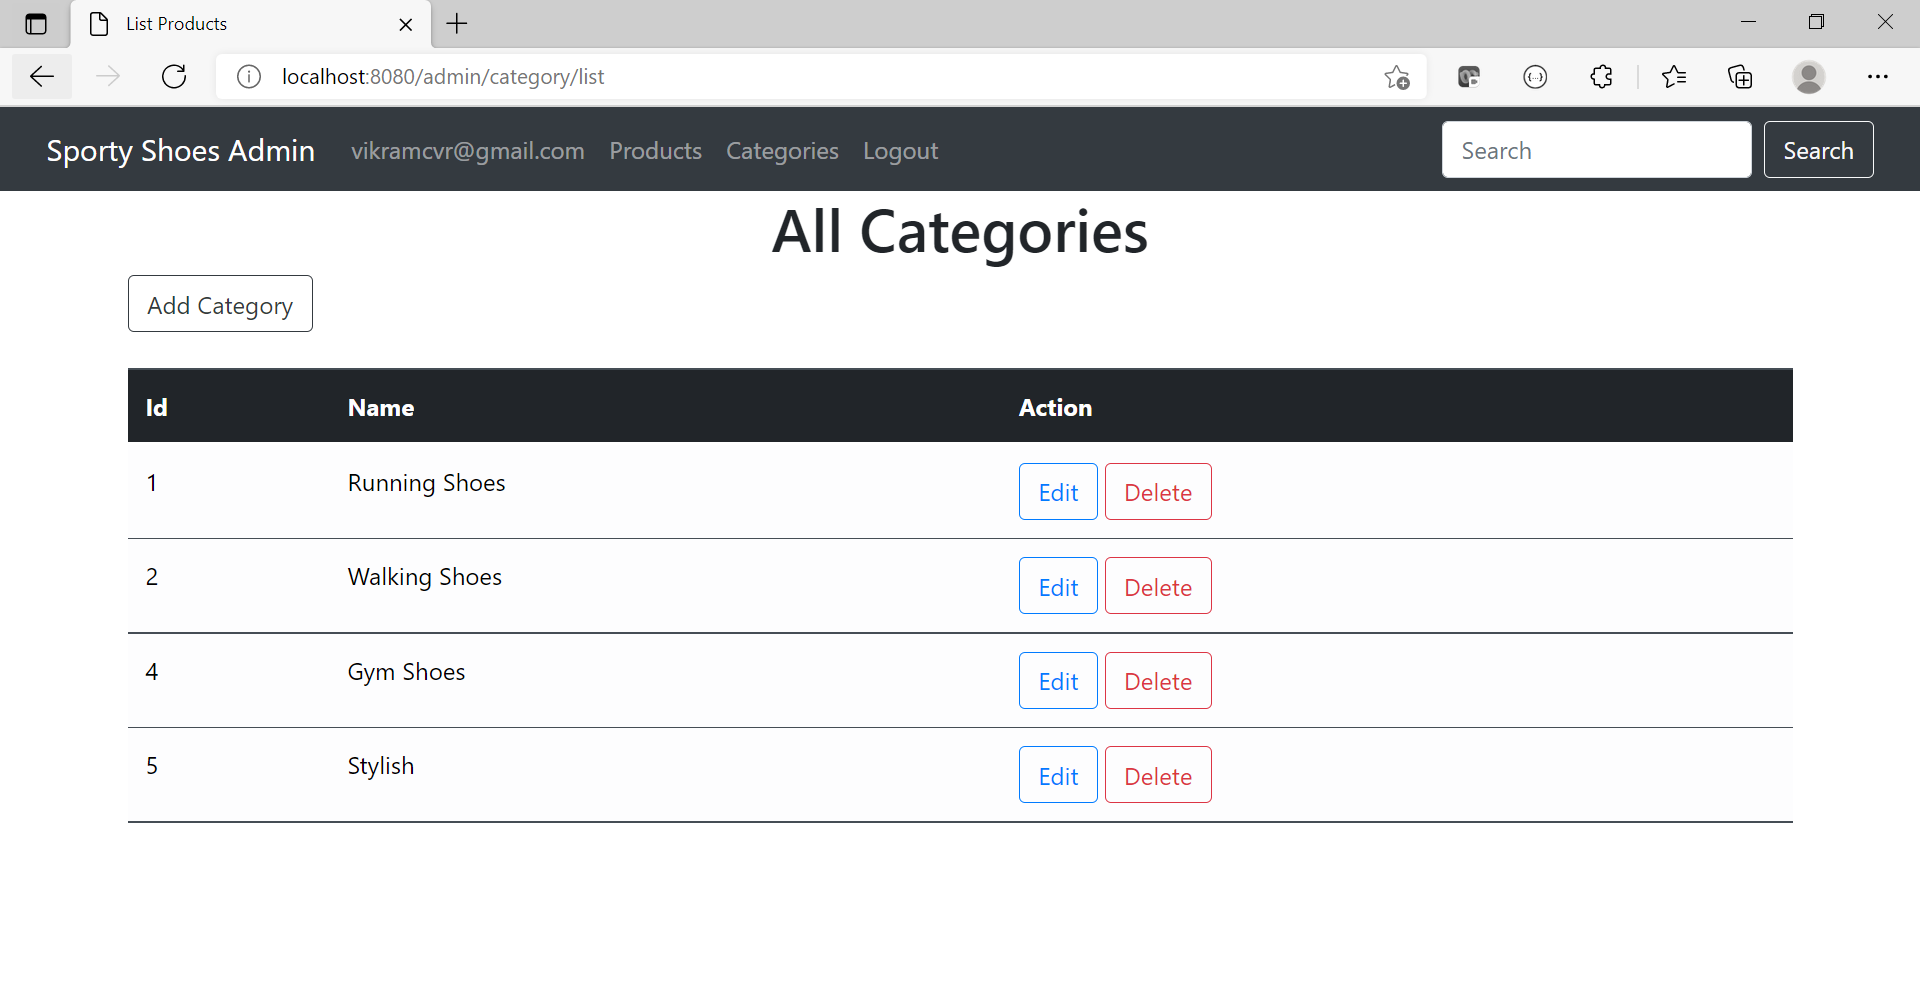 List Products
localhost:8080/admin/category/list
Sporty Shoes Admin vikramcvr@gmail.com Products Categories Logout Search Search
All Categories
Add Category
Id Name Action
1 Running Shoes Edit Delete
2 Walking Shoes Edit Delete
4 Gym Shoes Edit Delete
5 Stylish Edit Delete